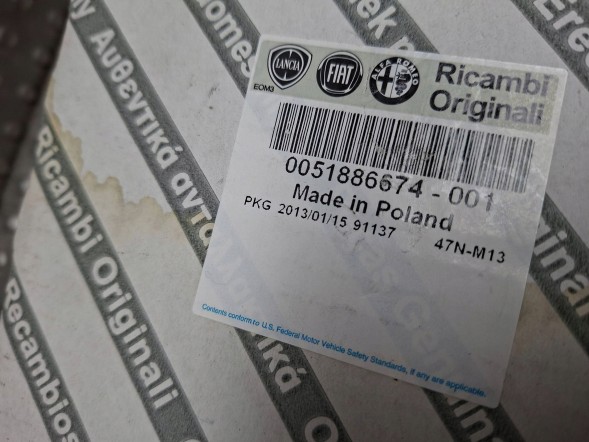 LANCIA
FIAT
ALFA ROMEO
Ricambi
Originali
EOM3
0051886674 - 001
Made in Poland
PKG 2013/01/15 91137
47N-M13
Contents conform to U.S. Federal Motor Vehicle Safety Standards, if any are applicable.
Αυθεντικά αντα
Ricambi Originali
Recambios